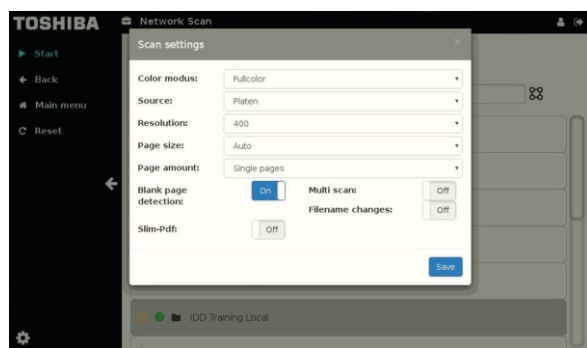 TOSHIBA
Network Scan
Start
Back
Main menu
Reset
Scan settings
Color modus: Fullcolor
Source: Platen
Resolution: 400
Page size: Auto
Page amount: Single pages
Blank page detection: On
Multi scan: Off
Filename changes: Off
Slim-Pdf: Off
Save
IDD Training Local